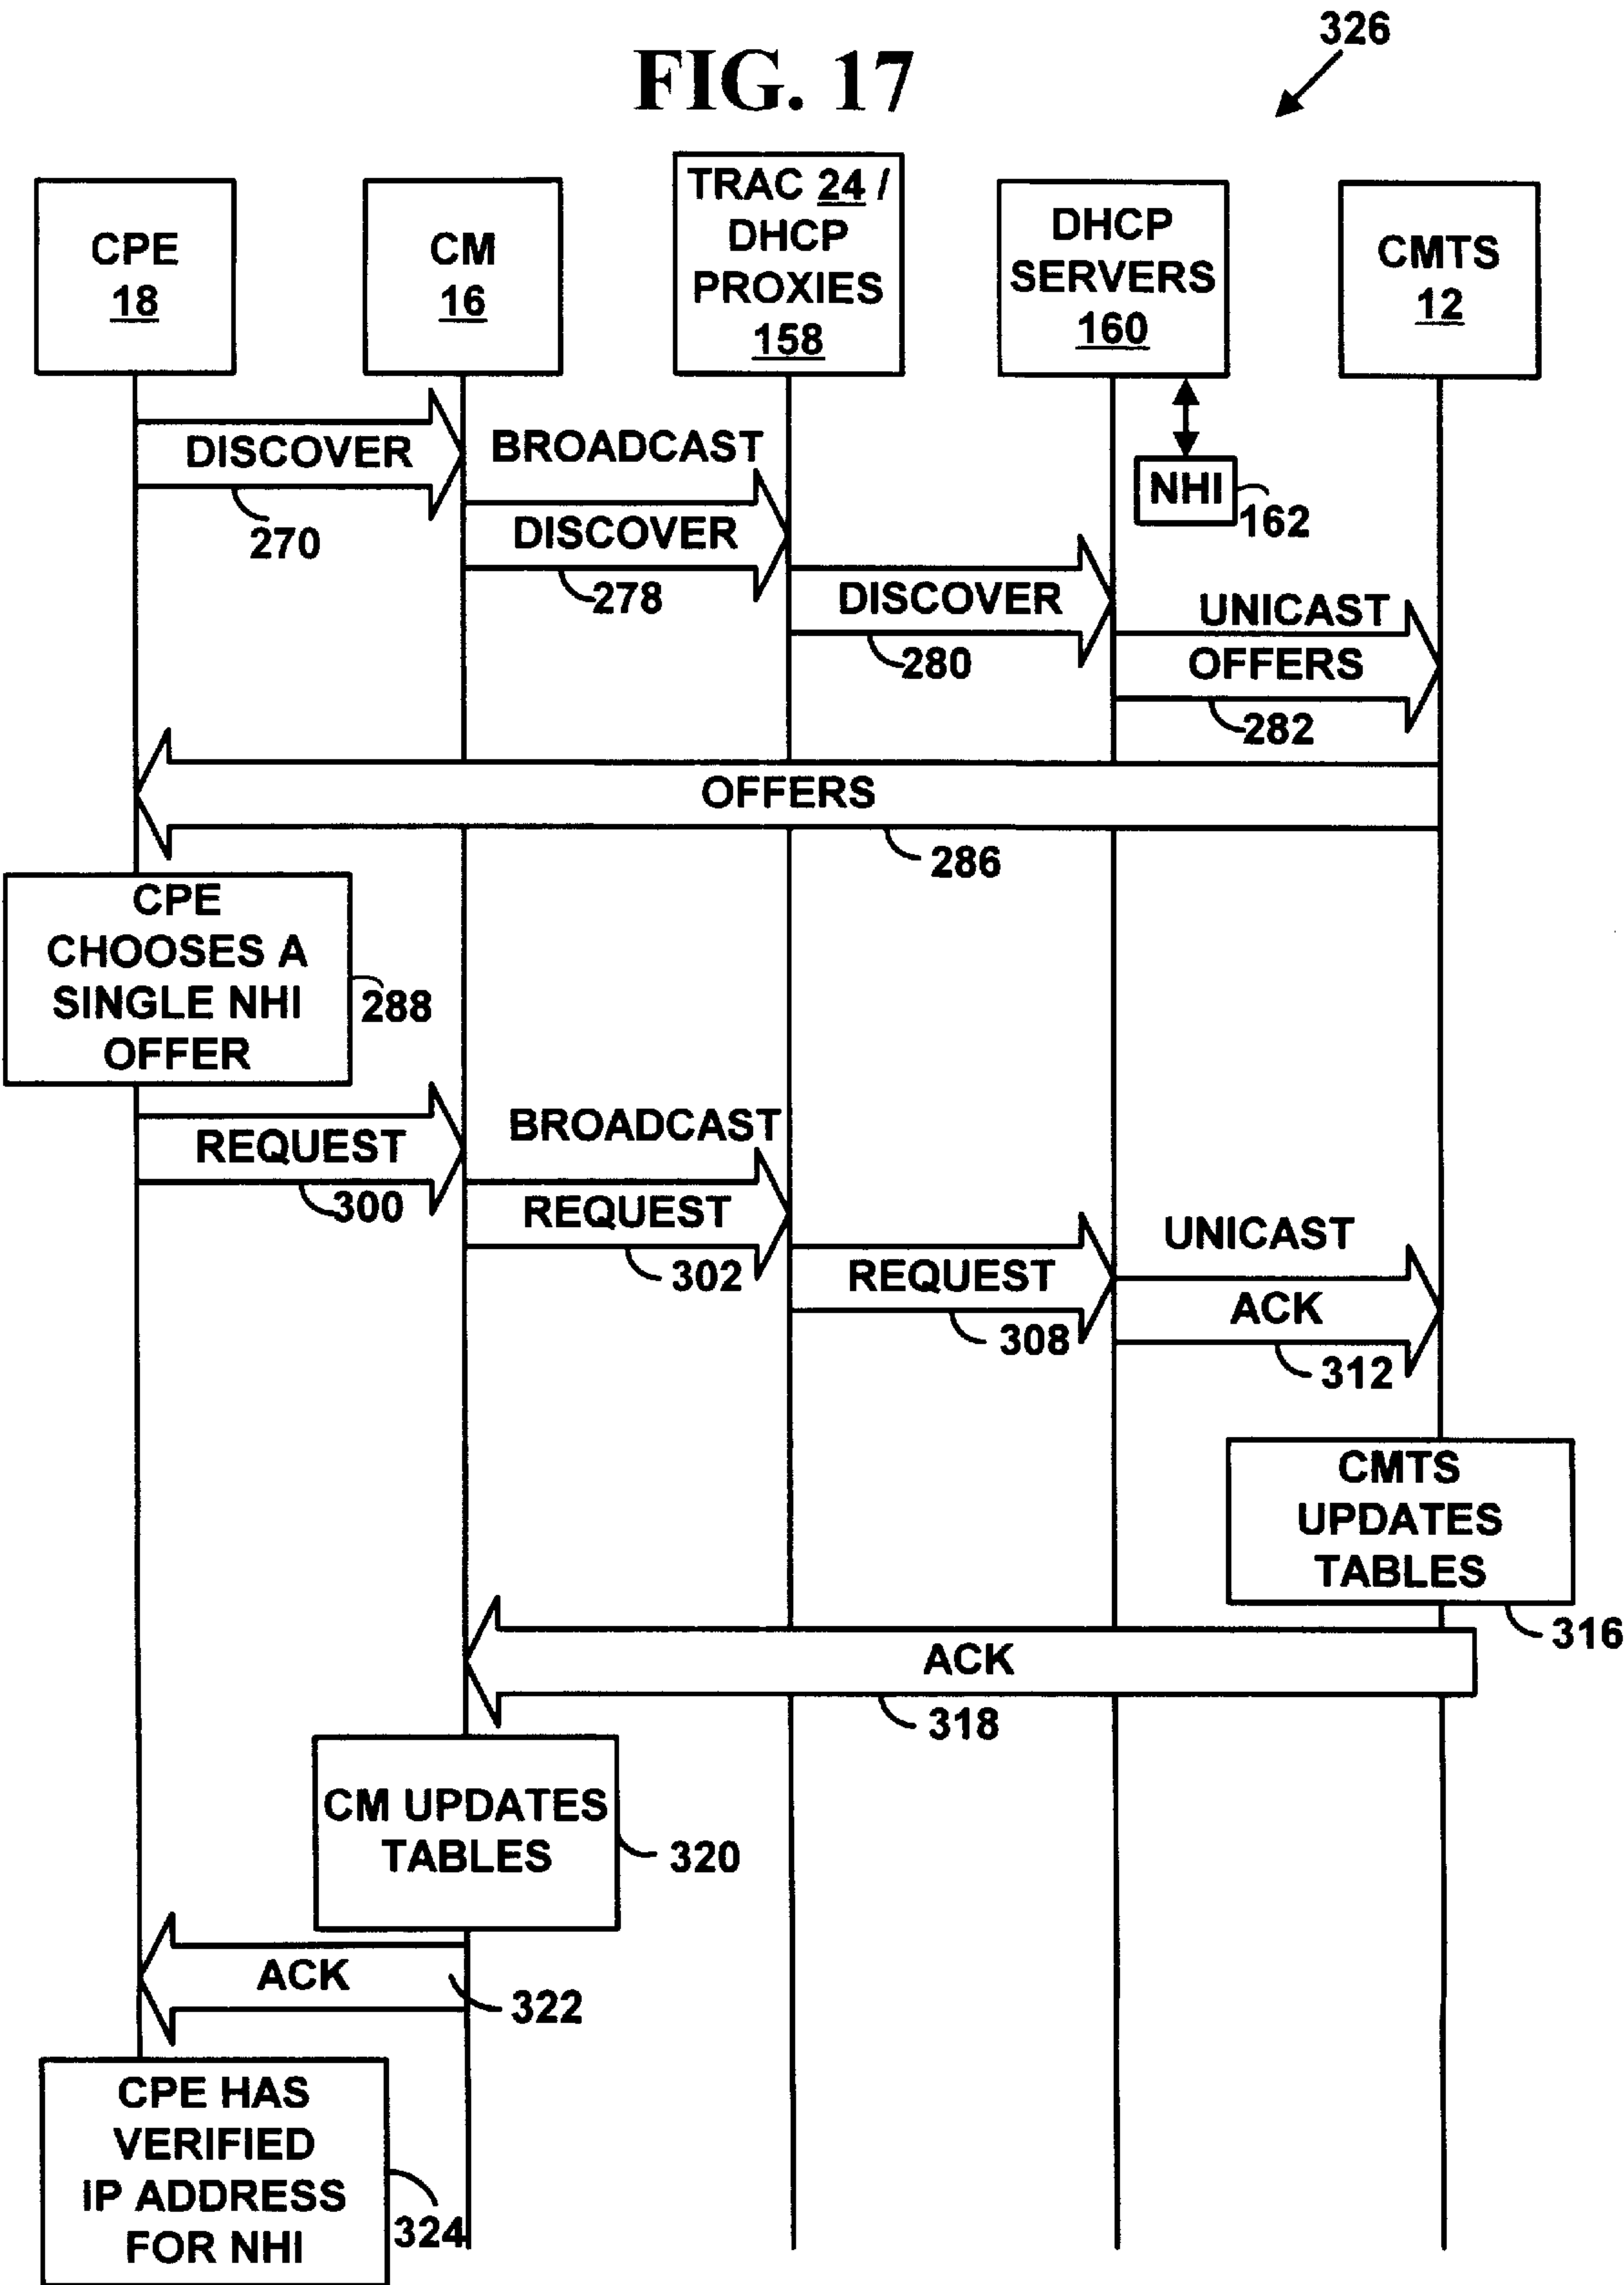 326
FIG. 17
CPE
18
CM
16
TRAC 24 /
DHCP
PROXIES
158
DHCP
SERVERS
160
CMTS
12
DISCOVER
270
BROADCAST
DISCOVER
278
NHI
162
DISCOVER
280
UNICAST
OFFERS
282
OFFERS
286
CPE
CHOOSES A
SINGLE NHI
OFFER
288
REQUEST
300
BROADCAST
REQUEST
302
REQUEST
308
UNICAST
ACK
312
CMTS
UPDATES
TABLES
316
ACK
318
CM UPDATES
TABLES
320
ACK
322
CPE HAS
VERIFIED
IP ADDRESS
FOR NHI
324